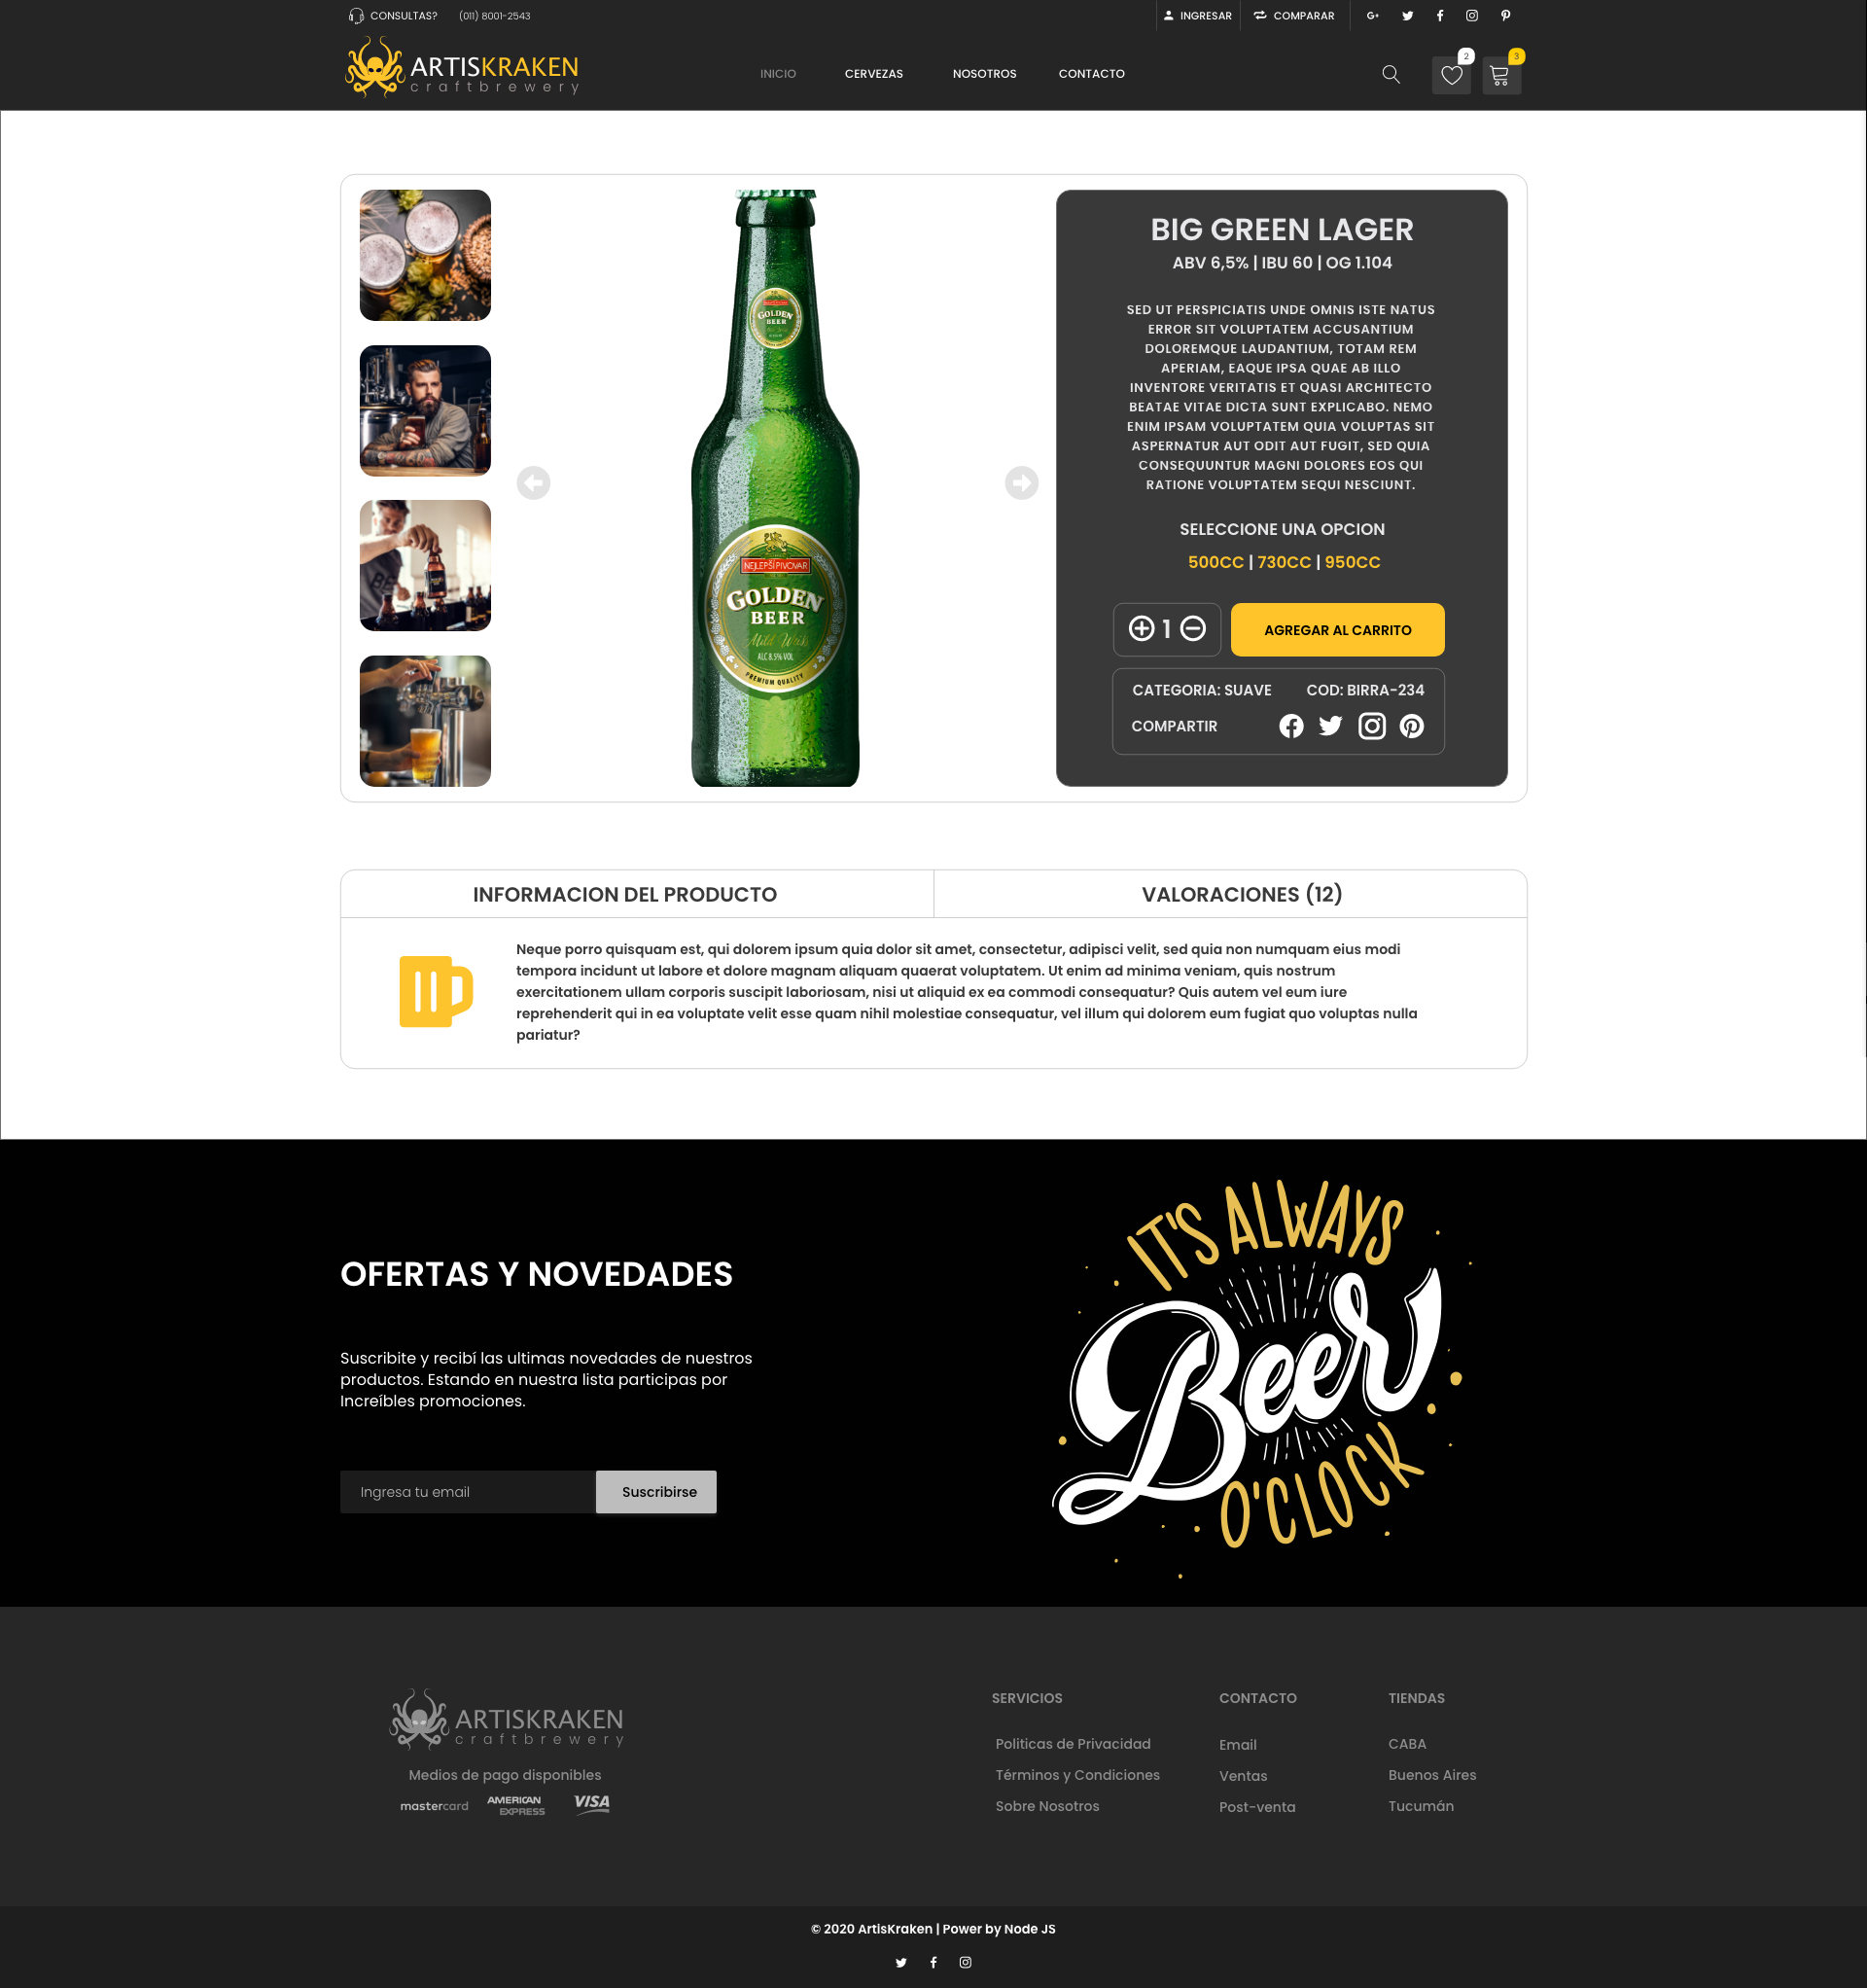 CONSULTAS? (011) 8001-2543
INGRESAR COMPARAR G+
ARTISKRAKEN
craftbrewery
INICIO CERVEZAS NOSOTROS CONTACTO
2 3
GOLDEN
BEER
NEJLEPŠÍ PIVOVAR
GOLDEN
BEER
Mild Wash
ALC 8.5% VOL
PREMIUM QUALITY
BIG GREEN LAGER
ABV 6,5% | IBU 60 | OG 1.104
SED UT PERSPICIATIS UNDE OMNIS ISTE NATUS
ERROR SIT VOLUPTATEM ACCUSANTIUM
DOLOREMQUE LAUDANTIUM, TOTAM REM
APERIAM, EAQUE IPSA QUAE AB ILLO
INVENTORE VERITATIS ET QUASI ARCHITECTO
BEATAE VITAE DICTA SUNT EXPLICABO. NEMO
ENIM IPSAM VOLUPTATEM QUIA VOLUPTAS SIT
ASPERNATUR AUT ODIT AUT FUGIT, SED QUIA
CONSEQUUNTUR MAGNI DOLORES EOS QUI
RATIONE VOLUPTATEM SEQUI NESCIUNT.
SELECCIONE UNA OPCION
500CC | 730CC | 950CC
1
AGREGAR AL CARRITO
CATEGORIA: SUAVE COD: BIRRA-234
COMPARTIR
INFORMACION DEL PRODUCTO
VALORACIONES (12)
Neque porro quisquam est, qui dolorem ipsum quia dolor sit amet, consectetur, adipisci velit, sed quia non numquam eius modi
tempora incidunt ut labore et dolore magnam aliquam quaerat voluptatem. Ut enim ad minima veniam, quis nostrum
exercitationem ullam corporis suscipit laboriosam, nisi ut aliquid ex ea commodi consequatur? Quis autem vel eum iure
reprehenderit qui in ea voluptate velit esse quam nihil molestiae consequatur, vel illum qui dolorem eum fugiat quo voluptas nulla
pariatur?
OFERTAS Y NOVEDADES
Suscribite y recibí las ultimas novedades de nuestros
productos. Estando en nuestra lista participas por
Increíbles promociones.
Ingresa tu email
Suscribirse
IT'S ALWAYS
Beer
O'CLOCK
ARTISKRAKEN
craftbrewery
Medios de pago disponibles
mastercard AMERICAN EXPRESS VISA
SERVICIOS
Politicas de Privacidad
Términos y Condiciones
Sobre Nosotros
CONTACTO
Email
Ventas
Post-venta
TIENDAS
CABA
Buenos Aires
Tucumán
© 2020 ArtisKraken | Power by Node JS